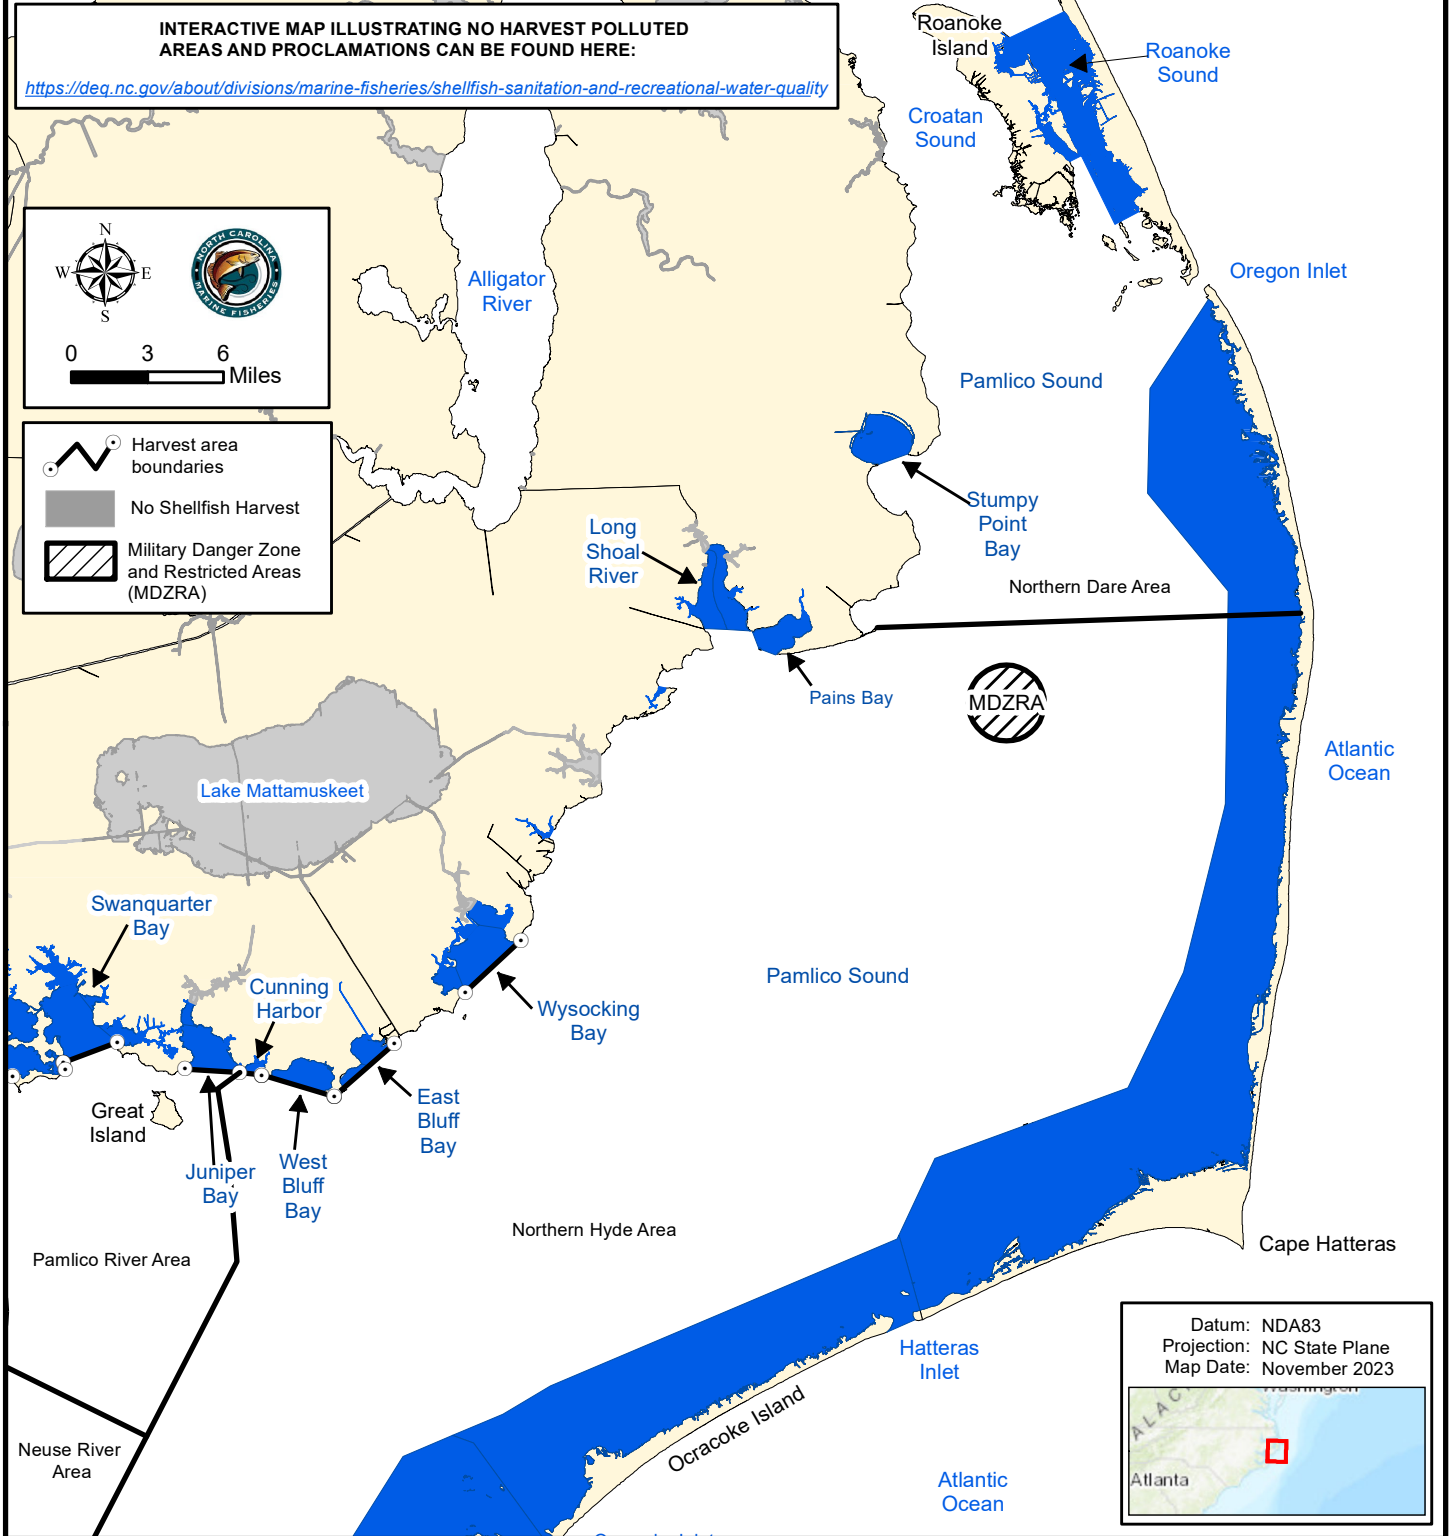 INTERACTIVE MAP ILLUSTRATING NO HARVEST POLLUTED
AREAS AND PROCLAMATIONS CAN BE FOUND HERE:
https://deq.nc.gov/about/divisions/marine-fisheries/shellfish-sanitation-and-recreational-water-quality
Roanoke
Island
Roanoke
Sound
Croatan
Sound
N
W
E
S
NORTH CAROLINA
MARINE FISHERIES
0 3 6
Miles
Alligator
River
Oregon Inlet
Pamlico Sound
Harvest area
boundaries
No Shellfish Harvest
Military Danger Zone
and Restricted Areas
(MDZRA)
Stumpy
Point
Bay
Long
Shoal
River
Northern Dare Area
Pains Bay
MDZRA
Atlantic
Ocean
Lake Mattamuskeet
Swanquarter
Bay
Cunning
Harbor
Pamlico Sound
Wysocking
Bay
East
Bluff
Bay
Great
Island
Juniper
Bay
West
Bluff
Bay
Northern Hyde Area
Pamlico River Area
Cape Hatteras
Hatteras
Inlet
Ocracoke Island
Neuse River
Area
Atlantic
Ocean
Datum: NDA83
Projection: NC State Plane
Map Date: November 2023
Washington
Atlanta